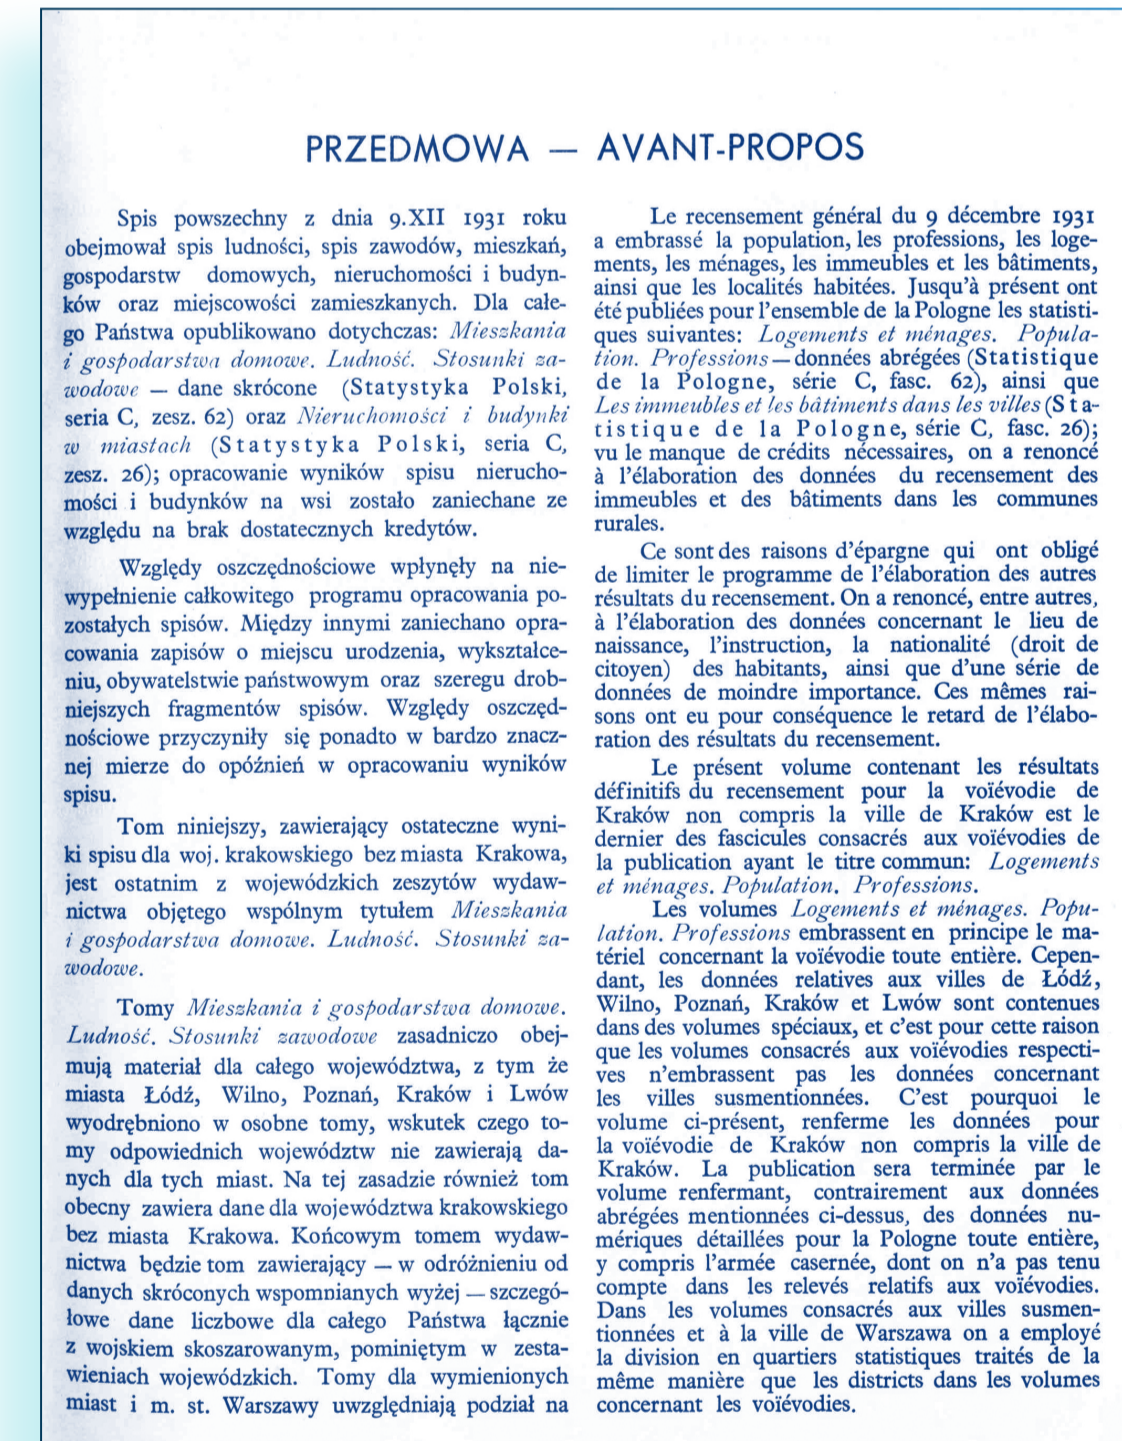 PRZEDMOWA — AVANT-PROPOS
Spis powszechny z dnia 9.XII 1931 roku
obejmował spis ludności, spis zawodów, mieszkań,
gospodarstw domowych, nieruchomości i budyn-
ków oraz miejscowości zamieszkanych. Dla całe-
go Państwa opublikowano dotychczas: Mieszkania
i gospodarstwa domowe. Ludność. Stosunki za-
wodowe — dane skrócone (Statystyka Polski,
seria C, zesz. 62) oraz Nieruchomości i budynki
w miastach (Statystyka Polski, seria C,
zesz. 26); opracowanie wyników spisu nierucho-
mości i budynków na wsi zostało zaniechane ze
względu na brak dostatecznych kredytów.
Względy oszczędnościowe wpłynęły na nie-
wypełnienie całkowitego programu opracowania po-
zostałych spisów. Między innymi zaniechano opra-
cowania zapisów o miejscu urodzenia, wykształce-
niu, obywatelstwie państwowym oraz szeregu drob-
niejszych fragmentów spisów. Względy oszczęd-
nościowe przyczyniły się ponadto w bardzo znacz-
nej mierze do opóźnień w opracowaniu wyników
spisu.
Tom niniejszy, zawierający ostateczne wyni-
ki spisu dla woj. krakowskiego bez miasta Krakowa,
jest ostatnim z wojewódzkich zeszytów wydaw-
nictwa objętego wspólnym tytułem Mieszkania
i gospodarstwa domowe. Ludność. Stosunki za-
wodowe.
Tomy Mieszkania i gospodarstwa domowe.
Ludność. Stosunki zawodowe zasadniczo obej-
mują materiał dla całego województwa, z tym że
miasta Łódź, Wilno, Poznań, Kraków i Lwów
wyodrębniono w osobne tomy, wskutek czego to-
my odpowiednich województw nie zawierają da-
nych dla tych miast. Na tej zasadzie również tom
obecny zawiera dane dla województwa krakowskiego
bez miasta Krakowa. Końcowym tomem wydaw-
nictwa będzie tom zawierający — w odróżnieniu od
danych skróconych wspomnianych wyżej — szczegó-
łowe dane liczbowe dla całego Państwa łącznie
z wojskiem skoszarowanym, pominiętym w zesta-
wieniach wojewódzkich. Tomy dla wymienionych
miast i m. st. Warszawy uwzględniają podział na
Le recensement général du 9 décembre 1931
a embrassé la population, les professions, les loge-
ments, les ménages, les immeubles et les bâtiments,
ainsi que les localités habitées. Jusqu'à présent ont
été publiées pour l'ensemble de la Pologne les statisti-
ques suivantes: Logements et ménages. Popula-
tion. Professions — données abrégées (Statistique
de la Pologne, série C, fasc. 62), ainsi que
Les immeubles et les bâtiments dans les villes (Sta-
tistique de la Pologne, série C, fasc. 26);
vu le manque de crédits nécessaires, on a renoncé
à l'élaboration des données du recensement des
immeubles et des bâtiments dans les communes
rurales.
Ce sont des raisons d'épargne qui ont obligé
de limiter le programme de l'élaboration des autres
résultats du recensement. On a renoncé, entre autres,
à l'élaboration des données concernant le lieu de
naissance, l'instruction, la nationalité (droit de
citoyen) des habitants, ainsi que d'une série de
données de moindre importance. Ces mêmes rai-
sons ont eu pour conséquence le retard de l'élabo-
ration des résultats du recensement.
Le présent volume contenant les résultats
définitifs du recensement pour la voïévodie de
Kraków non compris la ville de Kraków est le
dernier des fascicules consacrés aux voïévodies de
la publication ayant le titre commun: Logements
et ménages. Population. Professions.
Les volumes Logements et ménages. Popu-
lation. Professions embrassent en principe le ma-
tériel concernant la voïévodie toute entière. Cepen-
dant, les données relatives aux villes de Łódź,
Wilno, Poznań, Kraków et Lwów sont contenues
dans des volumes spéciaux, et c'est pour cette raison
que les volumes consacrés aux voïévodies respecti-
ves n'embrassent pas les données concernant
les villes susmentionnées. C'est pourquoi le
volume ci-présent, renferme les données pour
la voïévodie de Kraków non compris la ville de
Kraków. La publication sera terminée par le
volume renfermant, contrairement aux données
abrégées mentionnées ci-dessus, des données nu-
mériques détaillées pour la Pologne toute entière,
y compris l'armée casernée, dont on n'a pas tenu
compte dans les relevés relatifs aux voïévodies.
Dans les volumes consacrés aux villes susmen-
tionnées et à la ville de Warszawa on a employé
la division en quartiers statistiques traités de la
même manière que les districts dans les volumes
concernant les voïévodies.